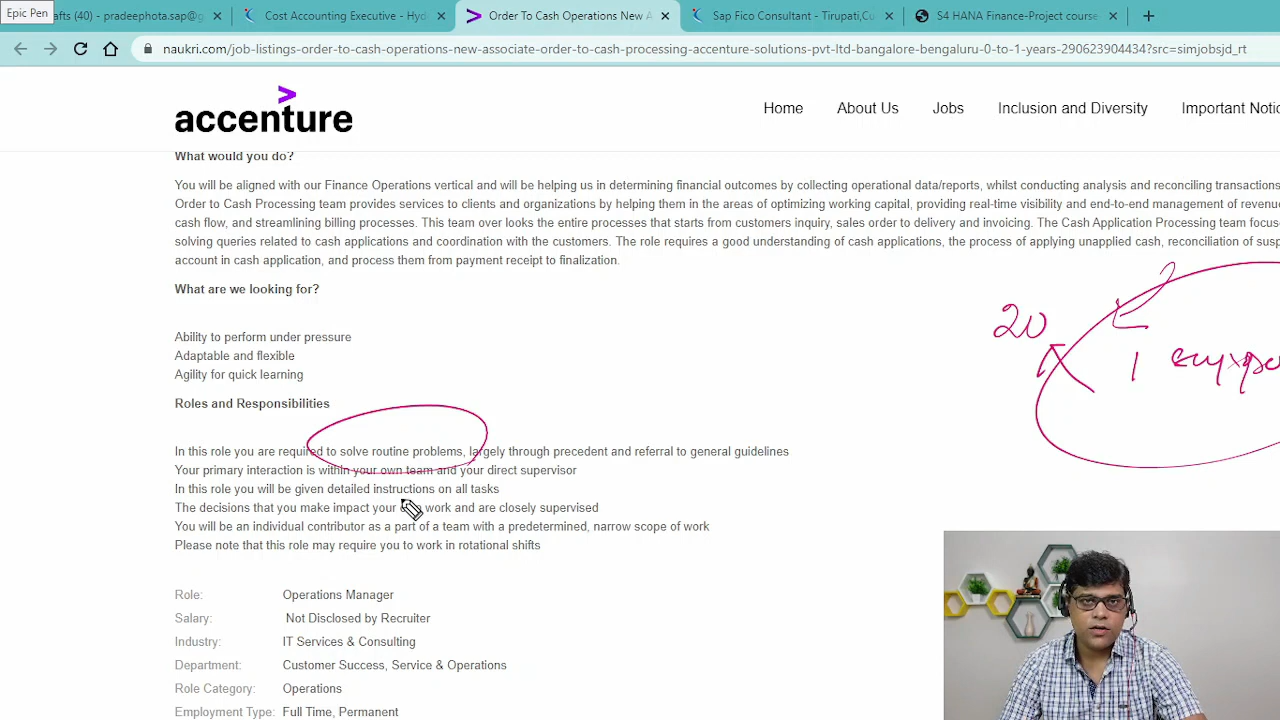 Epic Pen
afts (40) - pradeephota.sap@g
Cost Accounting Executive - Hyd
Order To Cash Operations New A
Sap Fico Consultant - Tirupati,Cu
S4 HANA Finance-Project course
naukri.com/job-listings-order-to-cash-operations-new-associate-order-to-cash-processing-accenture-solutions-pvt-ltd-bangalore-bengaluru-0-to-1-years-290623904434?src=simjobsjd_rt
accenture
Home
About Us
Jobs
Inclusion and Diversity
Important Notic
What would you do?
You will be aligned with our Finance Operations vertical and will be helping us in determining financial outcomes by collecting operational data/reports, whilst conducting analysis and reconciling transactions
Order to Cash Processing team provides services to clients and organizations by helping them in the areas of optimizing working capital, providing real-time visibility and end-to-end management of revenue
cash flow, and streamlining billing processes. This team over looks the entire processes that starts from customers inquiry, sales order to delivery and invoicing. The Cash Application Processing team focus
solving queries related to cash applications and coordination with the customers. The role requires a good understanding of cash applications, the process of applying unapplied cash, reconciliation of sus
account in cash application, and process them from payment receipt to finalization.
What are we looking for?
20
1
Ability to perform under pressure
Adaptable and flexible
Agility for quick learning
Roles and Responsibilities
In this role you are required to solve routine problems, largely through precedent and referral to general guidelines
Your primary interaction is within your own team and your direct supervisor
In this role you will be given detailed instructions on all tasks
The decisions that you make impact your work and are closely supervised
You will be an individual contributor as a part of a team with a predetermined, narrow scope of work
Please note that this role may require you to work in rotational shifts
Role: Operations Manager
Salary: Not Disclosed by Recruiter
Industry: IT Services & Consulting
Department: Customer Success, Service & Operations
Role Category: Operations
Employment Type: Full Time, Permanent